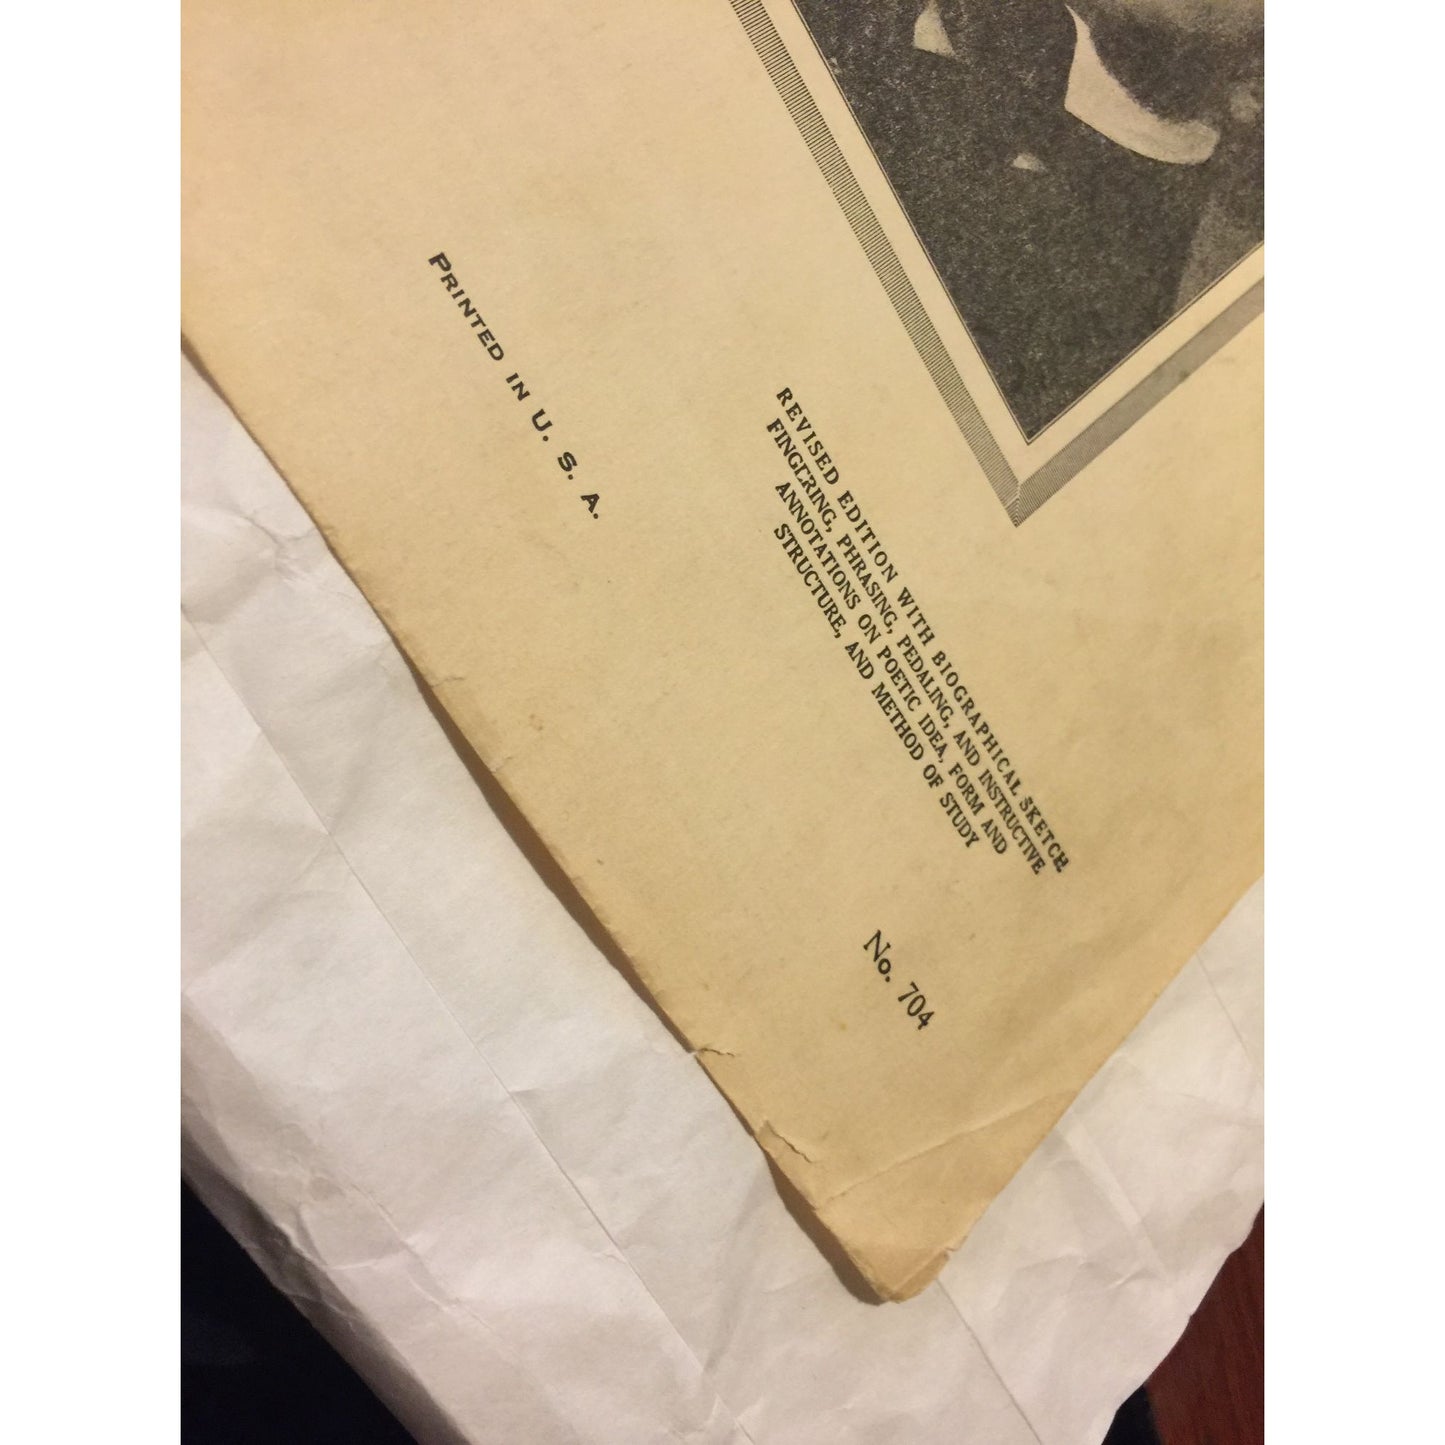 REVISED EDITION WITH BIOGRAPHICAL SKETCH
FINGERING, PHRASING, PEDALING, AND INSTRUCTIVE
ANNOTATIONS ON POETIC IDEA, FORM AND
STRUCTURE, AND METHOD OF STUDY
PRINTED IN U. S. A.
No. 704